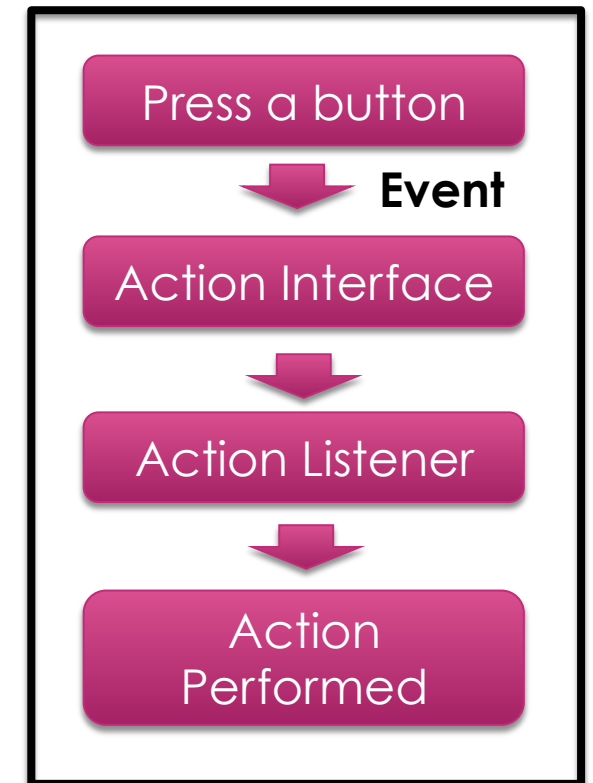 Press a button
Event
Action Interface
Action Listener
Action
Performed